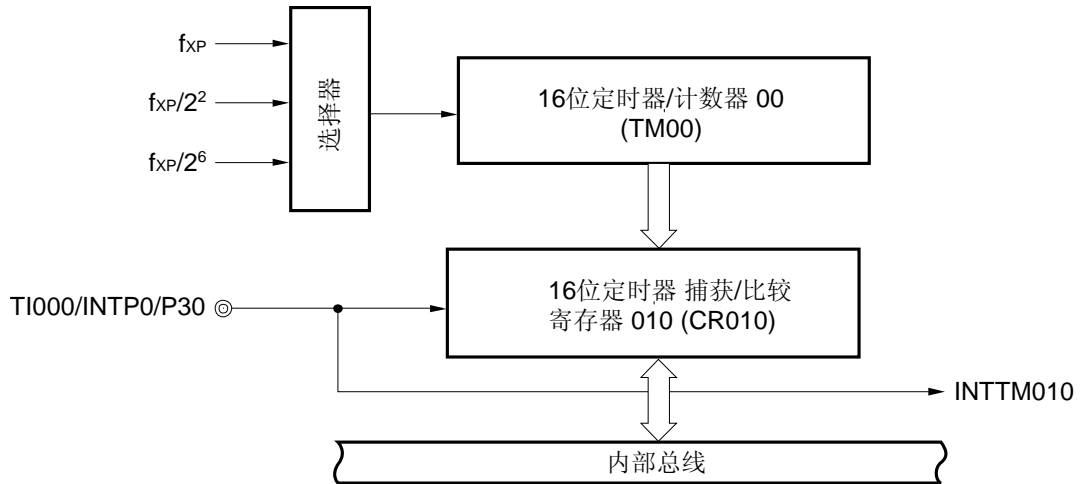 fXP
fXP/2²
fXP/2⁶
选择器
16位定时器/计数器 00
(TM00)
TI000/INTP0/P30
16位定时器 捕获/比较
寄存器 010 (CR010)
INTTM010
内部总线